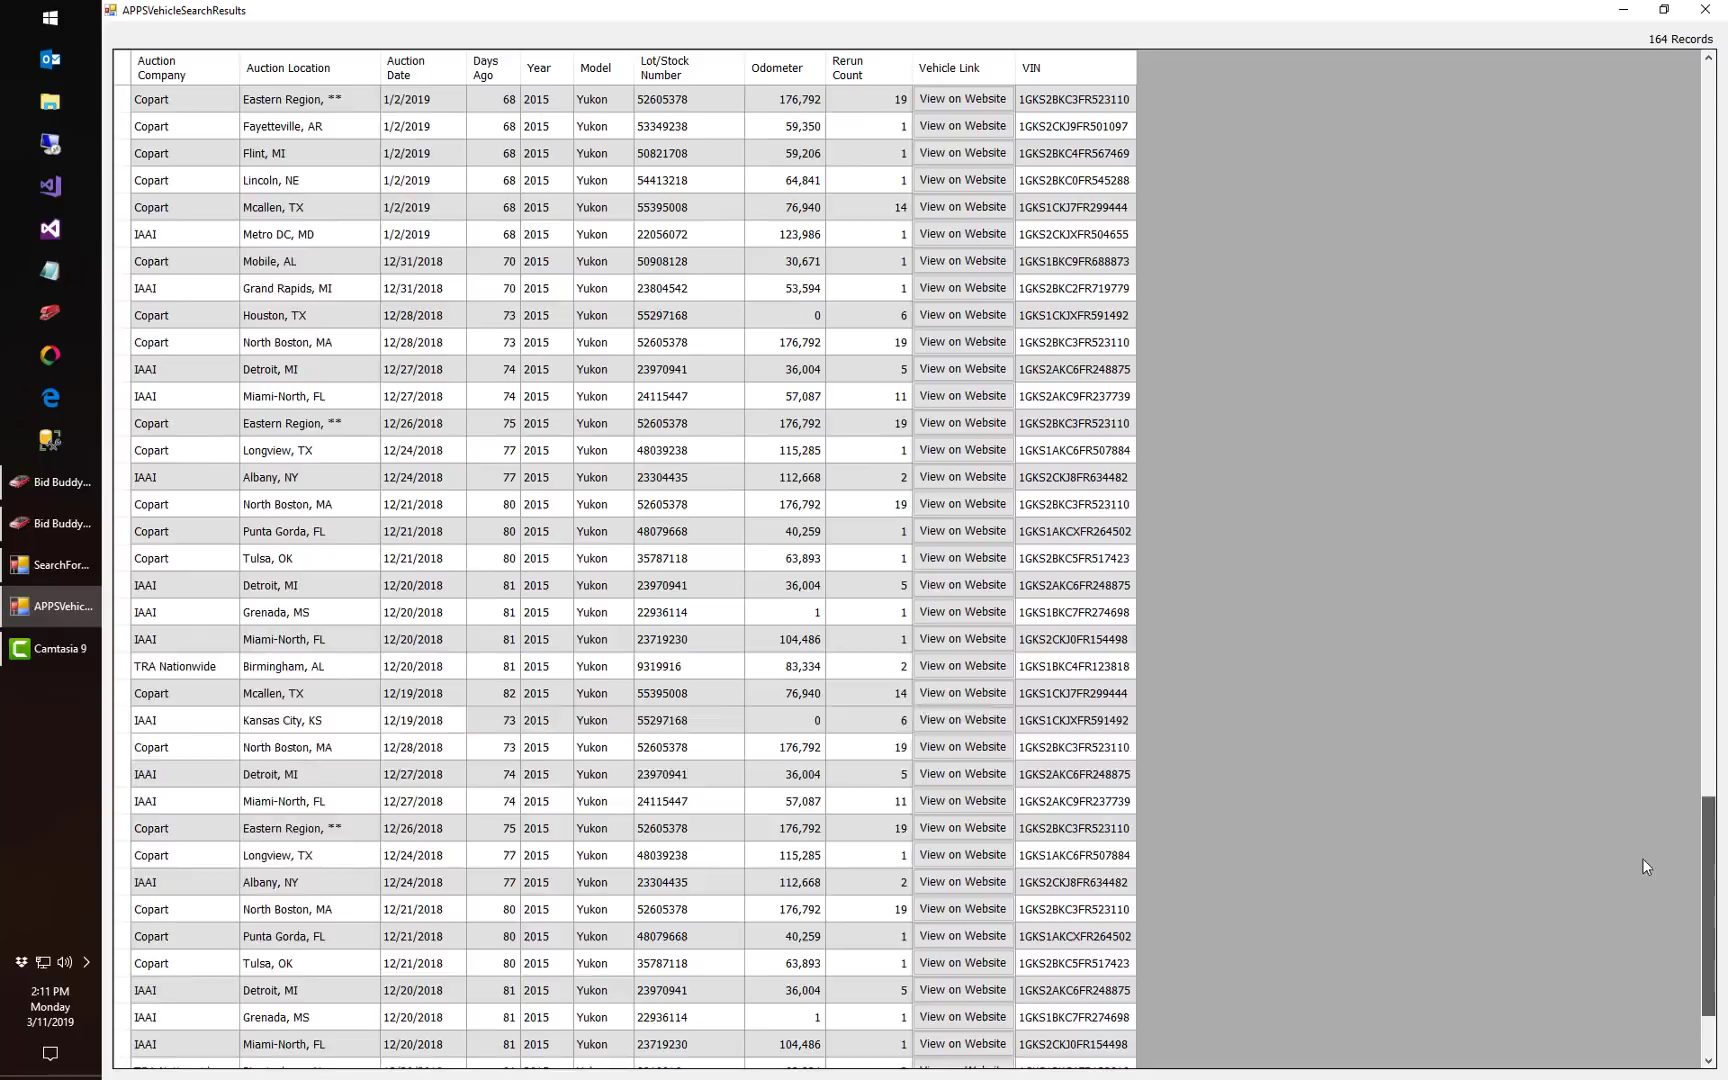 APPSVehicleSearchResults
164 Records
Auction Company Auction Location Auction Date Days Ago Year Model Lot/Stock Number Odometer Rerun Count Vehicle Link VIN
Copart Eastern Region, ** 1/2/2019 68 2015 Yukon 52605378 176,792 19 View on Website 1GKS2BKC3FR523110
Copart Fayetteville, AR 1/2/2019 68 2015 Yukon 53349238 59,350 1 View on Website 1GKS2CKJ9FR501097
Copart Flint, MI 1/2/2019 68 2015 Yukon 50821708 59,206 1 View on Website 1GKS2BKC4FR567469
Copart Lincoln, NE 1/2/2019 68 2015 Yukon 54413218 64,841 1 View on Website 1GKS2BKC0FR545288
Copart Mcallen, TX 1/2/2019 68 2015 Yukon 55395008 76,940 14 View on Website 1GKS1CKJ7FR299444
IAAI Metro DC, MD 1/2/2019 68 2015 Yukon 22056072 123,986 1 View on Website 1GKS2CKJXFR504655
Copart Mobile, AL 12/31/2018 70 2015 Yukon 50908128 30,671 1 View on Website 1GKS1BKC9FR688873
IAAI Grand Rapids, MI 12/31/2018 70 2015 Yukon 23804542 53,594 1 View on Website 1GKS2BKC2FR719779
Copart Houston, TX 12/28/2018 73 2015 Yukon 55297168 0 6 View on Website 1GKS1CKJXFR591492
Copart North Boston, MA 12/28/2018 73 2015 Yukon 52605378 176,792 19 View on Website 1GKS2BKC3FR523110
IAAI Detroit, MI 12/27/2018 74 2015 Yukon 23970941 36,004 5 View on Website 1GKS2AKC6FR248875
IAAI Miami-North, FL 12/27/2018 74 2015 Yukon 24115447 57,087 11 View on Website 1GKS2AKC9FR237739
Copart Eastern Region, ** 12/26/2018 75 2015 Yukon 52605378 176,792 19 View on Website 1GKS2BKC3FR523110
Copart Longview, TX 12/24/2018 77 2015 Yukon 48039238 115,285 1 View on Website 1GKS1AKC6FR507884
IAAI Albany, NY 12/24/2018 77 2015 Yukon 23304435 112,668 2 View on Website 1GKS2CKJ8FR634482
Copart North Boston, MA 12/21/2018 80 2015 Yukon 52605378 176,792 19 View on Website 1GKS2BKC3FR523110
Copart Punta Gorda, FL 12/21/2018 80 2015 Yukon 48079668 40,259 1 View on Website 1GKS1AKCXFR264502
Copart Tulsa, OK 12/21/2018 80 2015 Yukon 35787118 63,893 1 View on Website 1GKS2BKC5FR517423
IAAI Detroit, MI 12/20/2018 81 2015 Yukon 23970941 36,004 5 View on Website 1GKS2AKC6FR248875
IAAI Grenada, MS 12/20/2018 81 2015 Yukon 22936114 1 1 View on Website 1GKS1BKC7FR274698
IAAI Miami-North, FL 12/20/2018 81 2015 Yukon 23719230 104,486 1 View on Website 1GKS2CKJ0FR154498
TRA Nationwide Birmingham, AL 12/20/2018 81 2015 Yukon 9319916 83,334 2 View on Website 1GKS1BKC4FR123818
Copart Mcallen, TX 12/19/2018 82 2015 Yukon 55395008 76,940 14 View on Website 1GKS1CKJ7FR299444
IAAI Kansas City, KS 12/19/2018 73 2015 Yukon 55297168 0 6 View on Website 1GKS1CKJXFR591492
Copart North Boston, MA 12/28/2018 73 2015 Yukon 52605378 176,792 19 View on Website 1GKS2BKC3FR523110
IAAI Detroit, MI 12/27/2018 74 2015 Yukon 23970941 36,004 5 View on Website 1GKS2AKC6FR248875
IAAI Miami-North, FL 12/27/2018 74 2015 Yukon 24115447 57,087 11 View on Website 1GKS2AKC9FR237739
Copart Eastern Region, ** 12/26/2018 75 2015 Yukon 52605378 176,792 19 View on Website 1GKS2BKC3FR523110
Copart Longview, TX 12/24/2018 77 2015 Yukon 48039238 115,285 1 View on Website 1GKS1AKC6FR507884
IAAI Albany, NY 12/24/2018 77 2015 Yukon 23304435 112,668 2 View on Website 1GKS2CKJ8FR634482
Copart North Boston, MA 12/21/2018 80 2015 Yukon 52605378 176,792 19 View on Website 1GKS2BKC3FR523110
Copart Punta Gorda, FL 12/21/2018 80 2015 Yukon 48079668 40,259 1 View on Website 1GKS1AKCXFR264502
Copart Tulsa, OK 12/21/2018 80 2015 Yukon 35787118 63,893 1 View on Website 1GKS2BKC5FR517423
IAAI Detroit, MI 12/20/2018 81 2015 Yukon 23970941 36,004 5 View on Website 1GKS2AKC6FR248875
IAAI Grenada, MS 12/20/2018 81 2015 Yukon 22936114 1 1 View on Website 1GKS1BKC7FR274698
IAAI Miami-North, FL 12/20/2018 81 2015 Yukon 23719230 104,486 1 View on Website 1GKS2CKJ0FR154498
Bid Buddy...
Bid Buddy...
SearchFor...
APPSVehic...
Camtasia 9
2:11 PM
Monday
3/11/2019